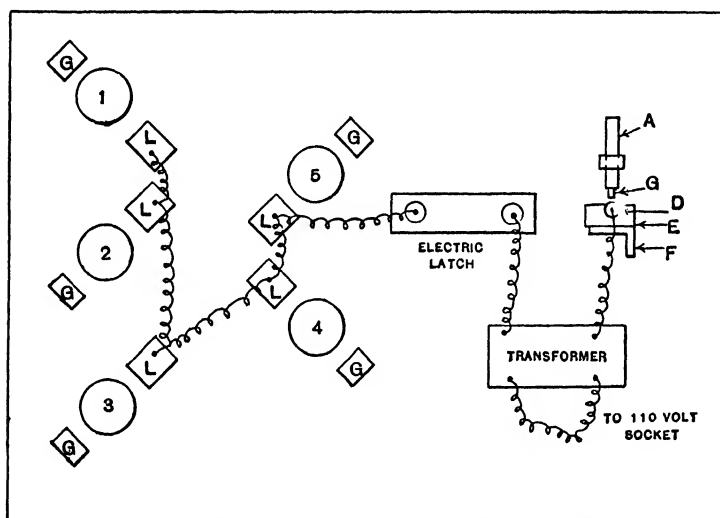 G
1
L
L
2
G
L
3
G
5
G
L
L
4
G
ELECTRIC
LATCH
A
G
D
E
F
TRANSFORMER
TO 110 VOLT
SOCKET